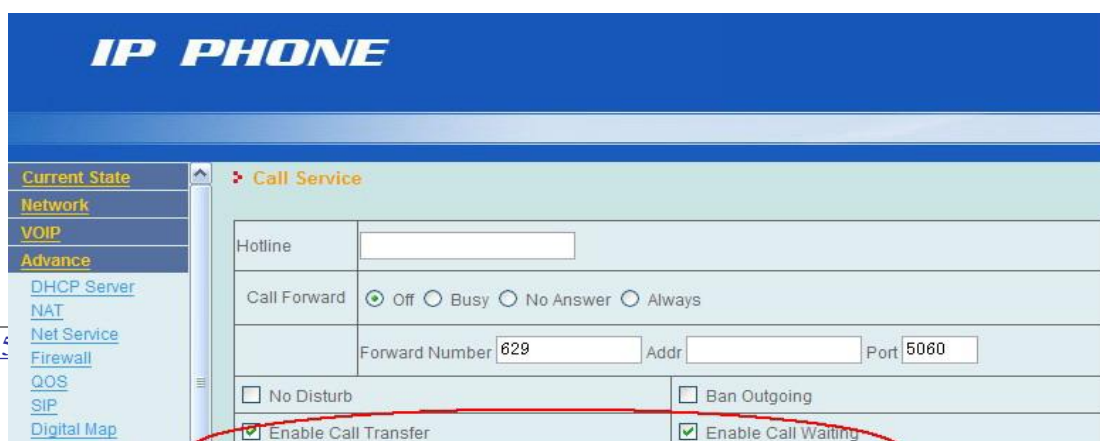 IP PHONE
Current State
Network
VOIP
Advance
DHCP Server
NAT
Net Service
Firewall
QOS
SIP
Digital Map
Call Service
Hotline
Call Forward Off Busy No Answer Always
Forward Number 629 Addr Port 5060
No Disturb Ban Outgoing
Enable Call Transfer Enable Call Waiting